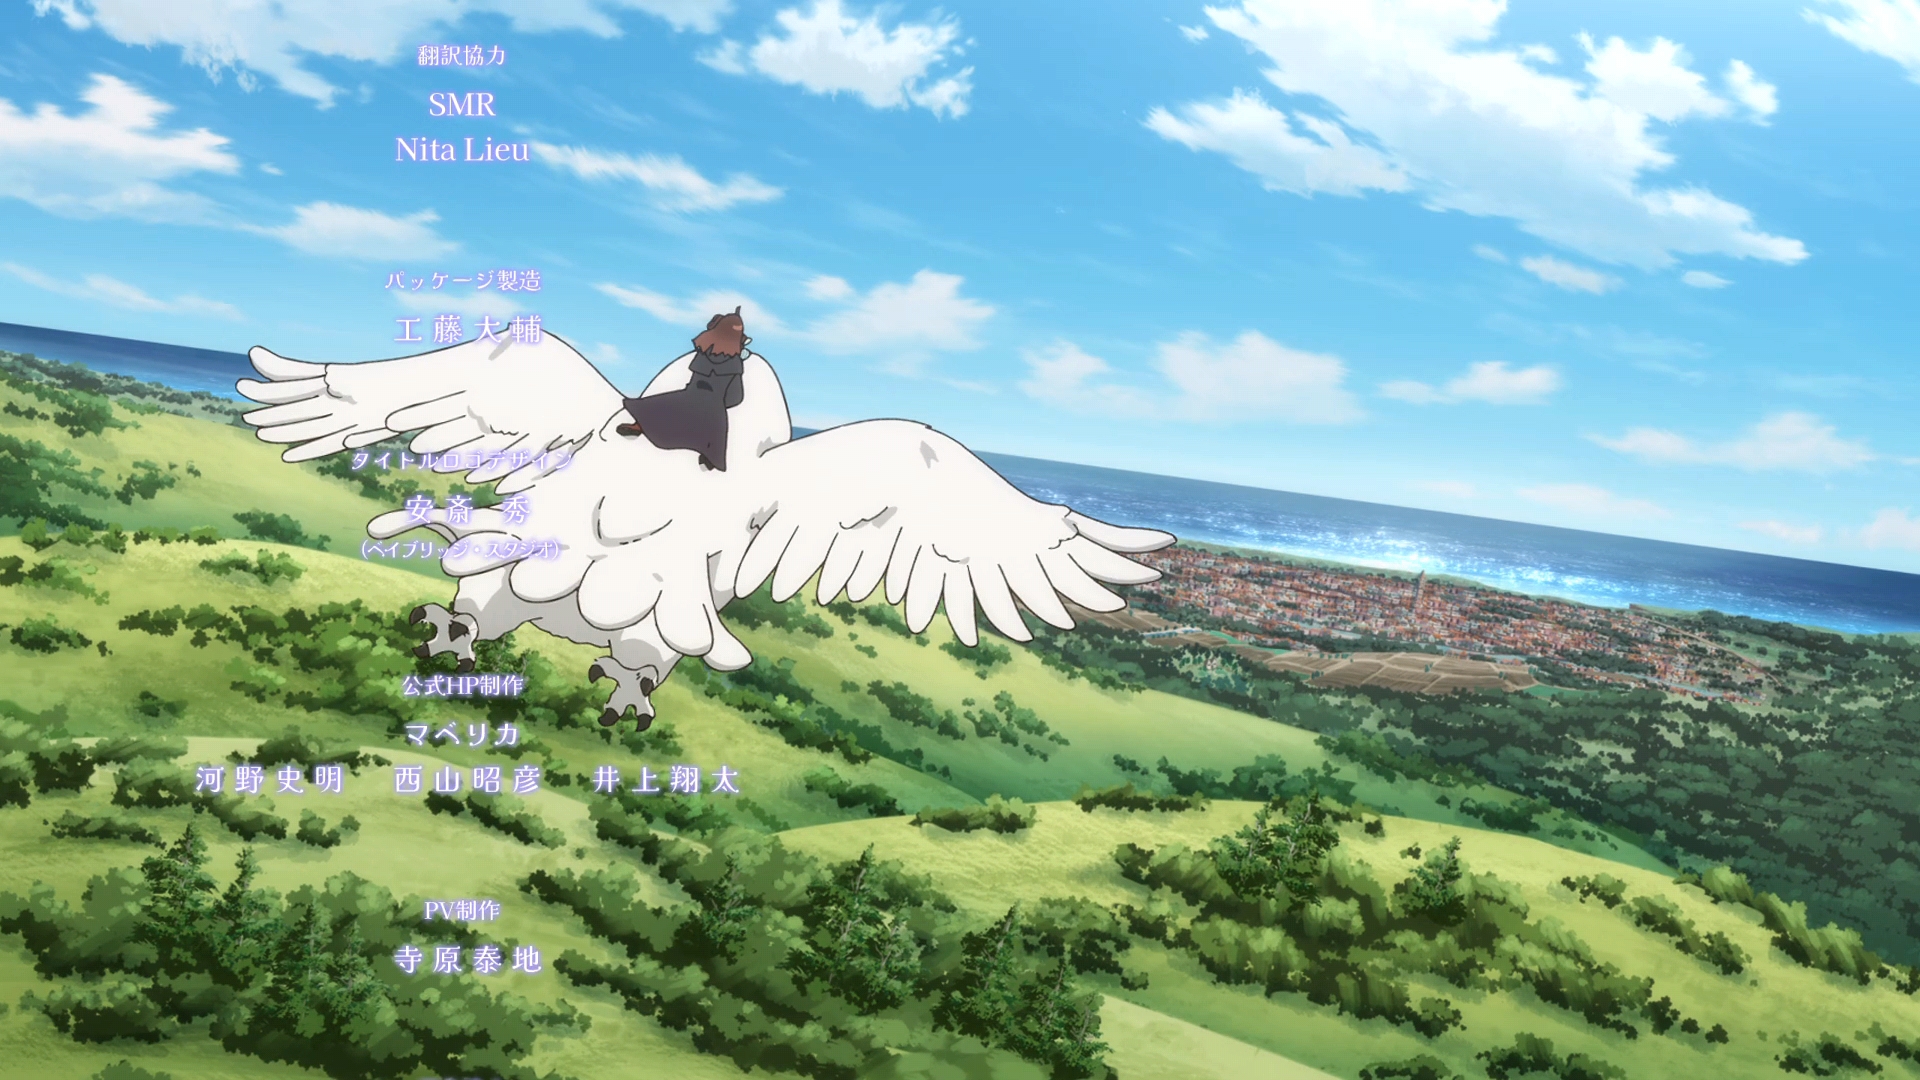 翻訳協力
SMR
Nita Lieu
パッケージ製造
工藤大輔
タイトルロゴデザイン
安斎 秀
(ベイブリッジ・スタジオ)
公式HP制作
マベリカ
河野史明 西山昭彦 井上翔太
PV制作
寺原泰地